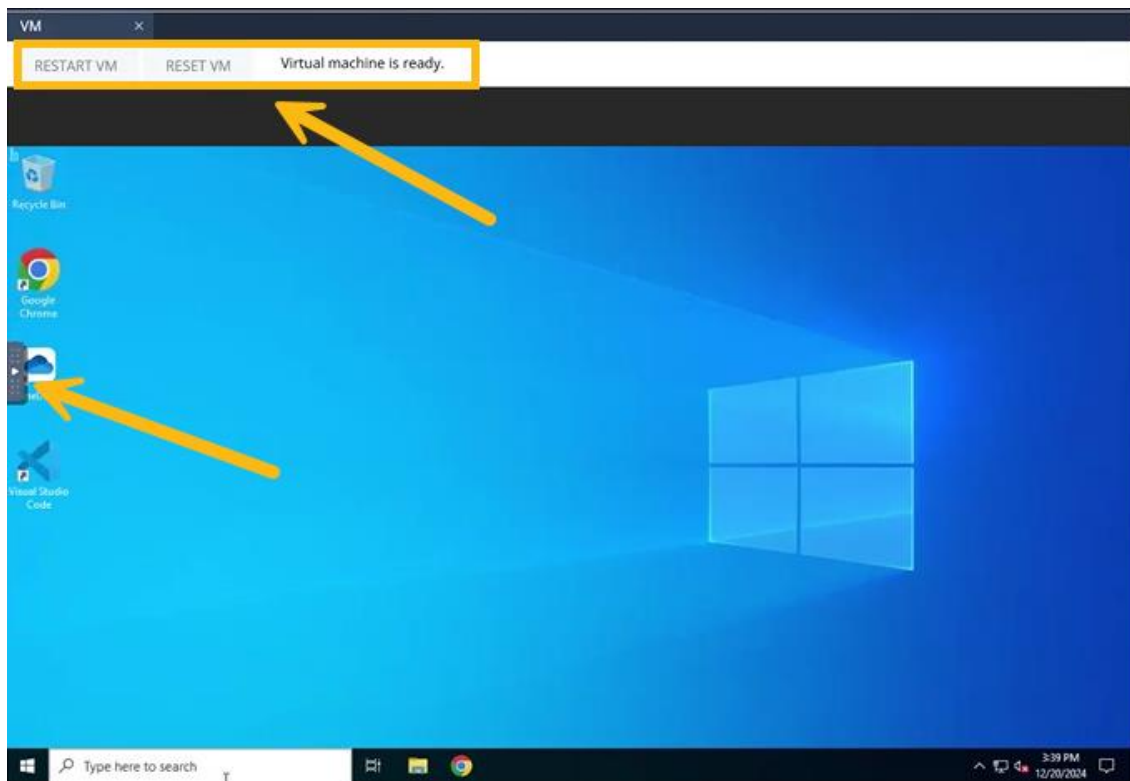 VM
RESTART VM RESET VM Virtual machine is ready.
Recycle Bin
Google
Chrome
Visual Studio
Code
Type here to search
3:39 PM
12/20/2024